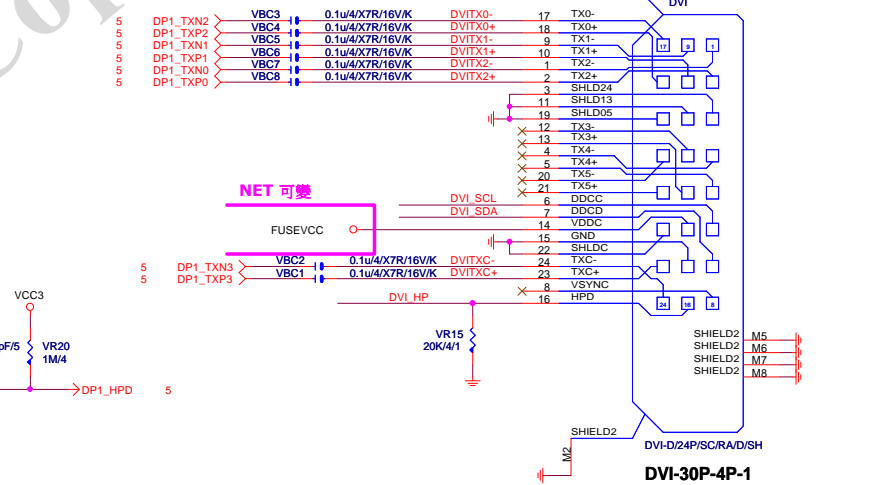 DVI
5 DP1_TXN2 VBC3 0.1u/4/X7R/16V/K DVITX0- 17 TX0-
5 DP1_TXP2 VBC4 0.1u/4/X7R/16V/K DVITX0+ 18 TX0+
5 DP1_TXN1 VBC5 0.1u/4/X7R/16V/K DVITX1- 9 TX1-
5 DP1_TXP1 VBC6 0.1u/4/X7R/16V/K DVITX1+ 10 TX1+
5 DP1_TXN0 VBC7 0.1u/4/X7R/16V/K DVITX2- 1 TX2-
5 DP1_TXP0 VBC8 0.1u/4/X7R/16V/K DVITX2+ 2 TX2+
17 9 1
3 SHLD24
11 SHLD13
19 SHLD05
12 TX3-
13 TX3+
4 TX4-
5 TX4+
20 TX5-
21 TX5+
NET 可變
DVI_SCL 6 DDCC
DVI_SDA 7 DDCD
FUSEVCC 14 VDDC
15 GND
22 SHLDC
5 DP1_TXN3 VBC2 0.1u/4/X7R/16V/K DVITXC- 24 TXC-
5 DP1_TXP3 VBC1 0.1u/4/X7R/16V/K DVITXC+ 23 TXC+
8 VSYNC
DVI_HP 16 HPD
24 16 8
VCC3
pF/5 VR20
1M/4
VR15
20K/4/1
DP1_HPD 5
SHIELD2 M5
SHIELD2 M6
SHIELD2 M7
SHIELD2 M8
SHIELD2
M2
DVI-D/24P/SC/RA/D/SH
DVI-30P-4P-1